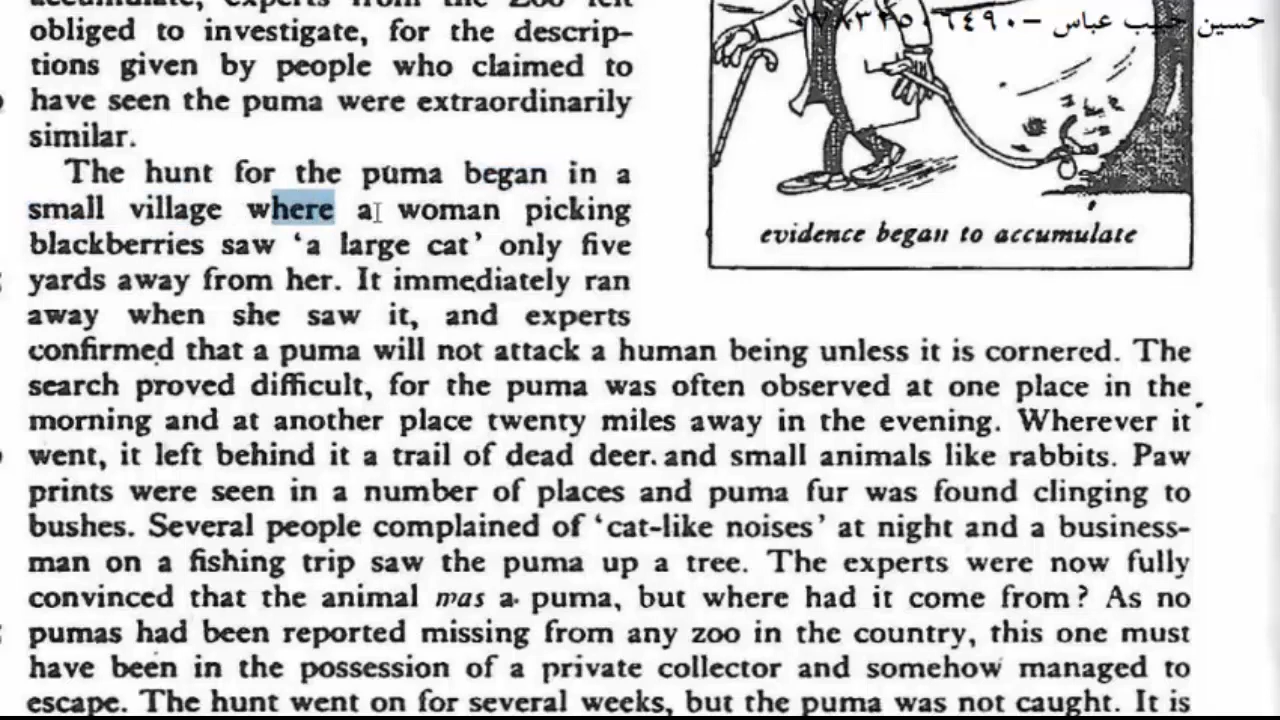 accumulate, experts from the Zoo felt
obliged to investigate, for the descrip-
tions given by people who claimed to
have seen the puma were extraordinarily
similar.
The hunt for the puma began in a
small village where a woman picking
blackberries saw ‘a large cat’ only five
yards away from her. It immediately ran
away when she saw it, and experts
confirmed that a puma will not attack a human being unless it is cornered. The
search proved difficult, for the puma was often observed at one place in the
morning and at another place twenty miles away in the evening. Wherever it
went, it left behind it a trail of dead deer and small animals like rabbits. Paw
prints were seen in a number of places and puma fur was found clinging to
bushes. Several people complained of ‘cat-like noises’ at night and a business-
man on a fishing trip saw the puma up a tree. The experts were now fully
convinced that the animal was a puma, but where had it come from? As no
pumas had been reported missing from any zoo in the country, this one must
have been in the possession of a private collector and somehow managed to
escape. The hunt went on for several weeks, but the puma was not caught. It is
حسين حبيب عباس –
evidence began to accumulate